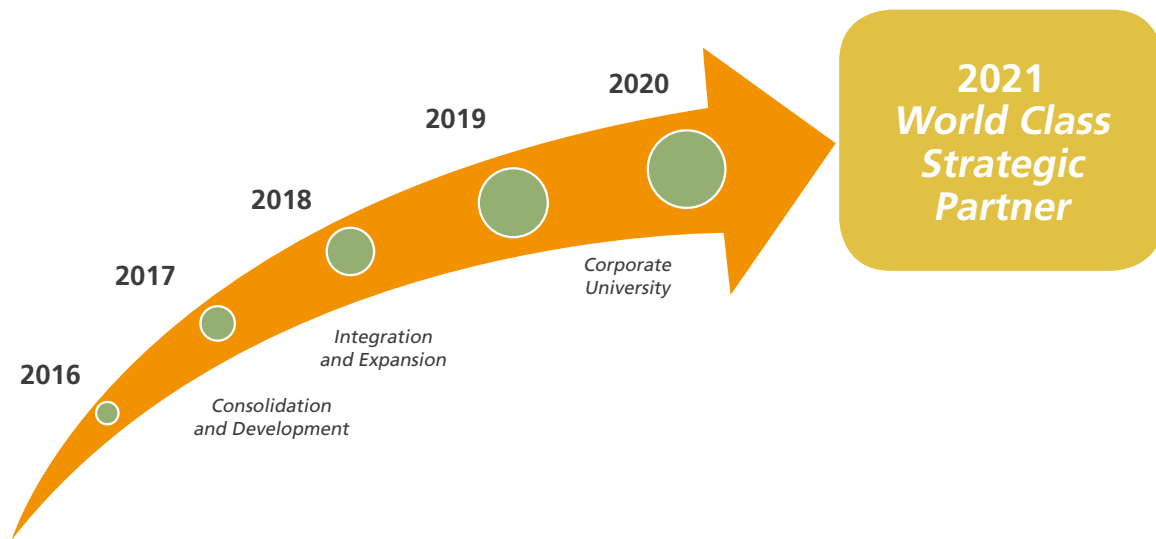 2016
2017
2018
2019
2020
Consolidation
and Development
Integration
and Expansion
Corporate
University
2021
World Class
Strategic
Partner